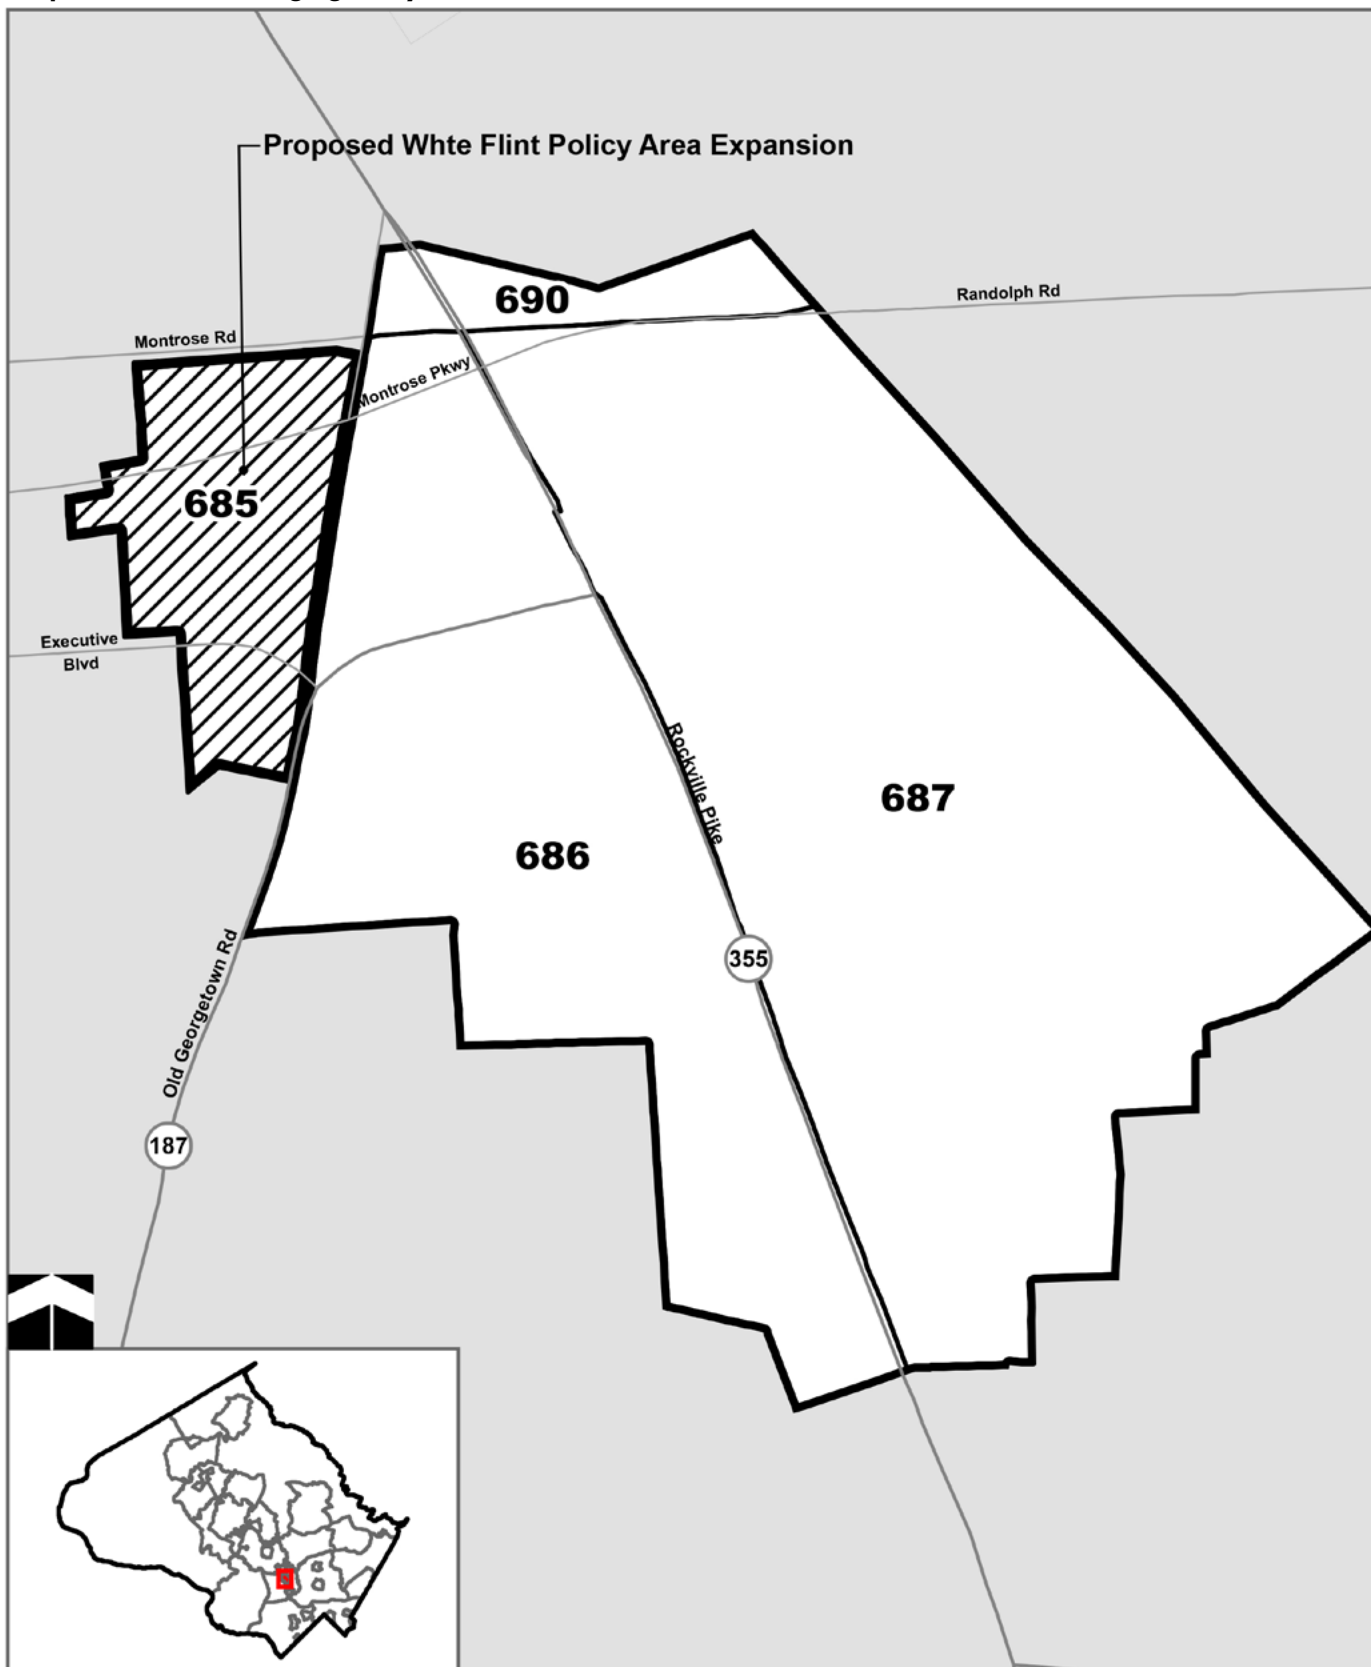 Proposed Whte Flint Policy Area Expansion
690
Randolph Rd
Montrose Rd
Montrose Pkwy
685
Executive
Blvd
Rockville Pike
687
686
355
Old Georgetown Rd
187